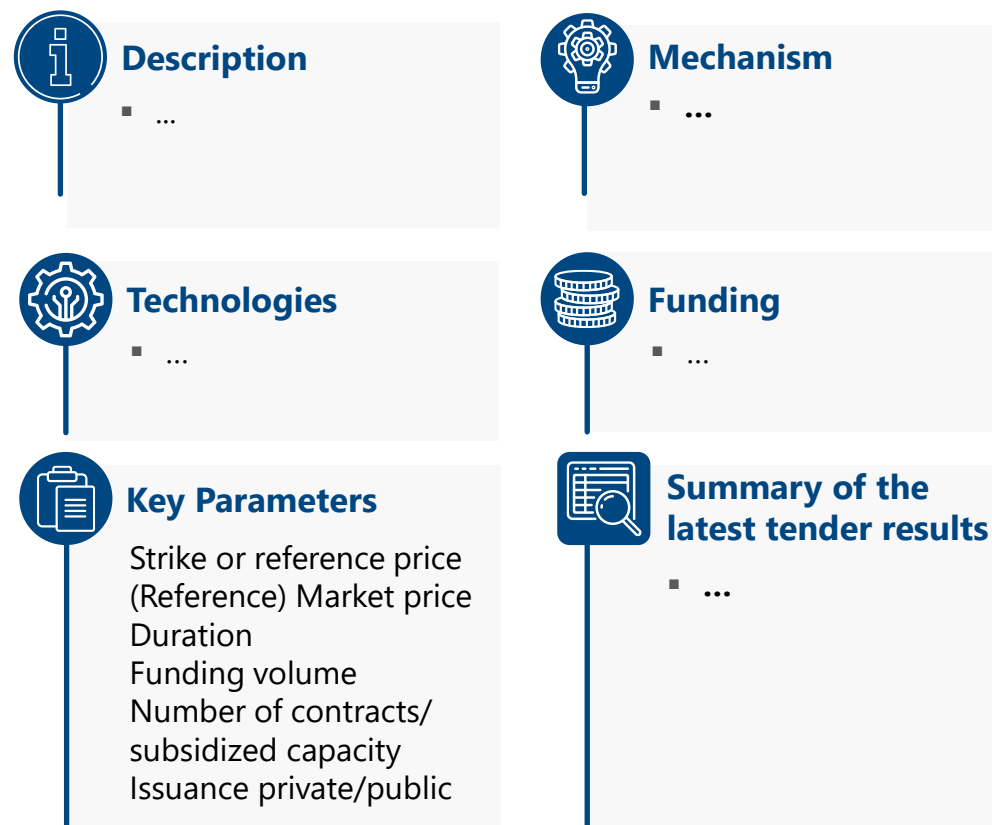 Description
▪ ...
Mechanism
▪ ...
Technologies
▪ ...
Funding
▪ ...
Key Parameters
Strike or reference price
(Reference) Market price
Duration
Funding volume
Number of contracts/
subsidized capacity
Issuance private/public
Summary of the
latest tender results
▪ ...